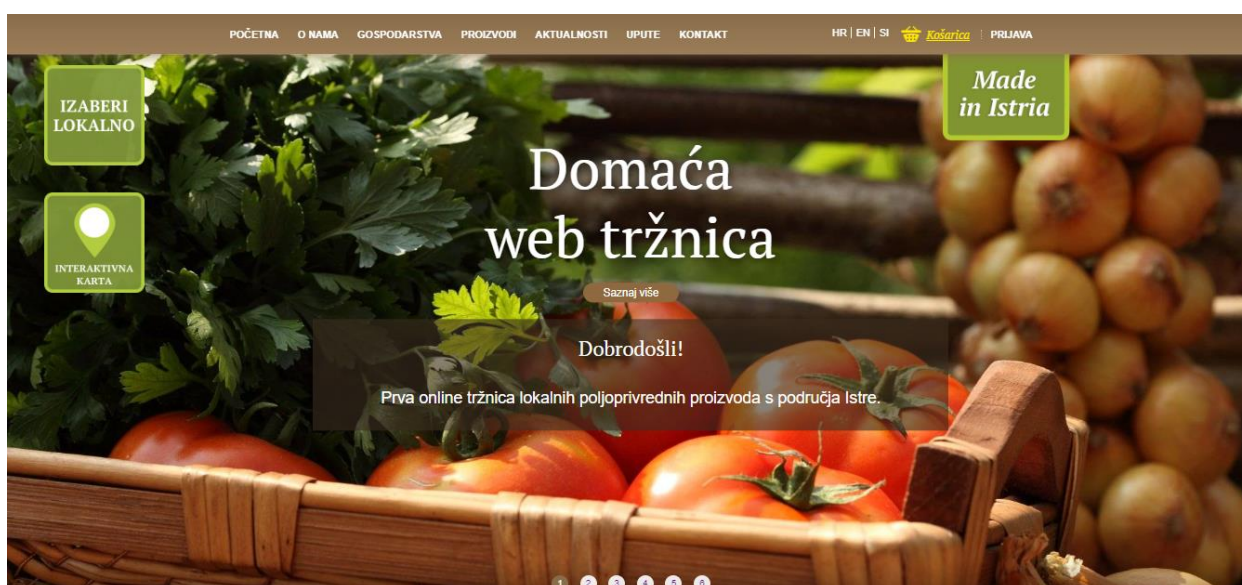 POČETNA O NAMA GOSPODARSTVA PROIZVODI AKTUALNOSTI UPUTE KONTAKT HR | EN | SI Košarica | PRIJAVA
IZABERI
LOKALNO
Made
in Istria
Domaća
web tržnica
INTERAKTIVNA
KARTA
Saznaj više
Dobrodošli!
Prva online tržnica lokalnih poljoprivrednih proizvoda s područja Istre.
1 2 3 4 5 6